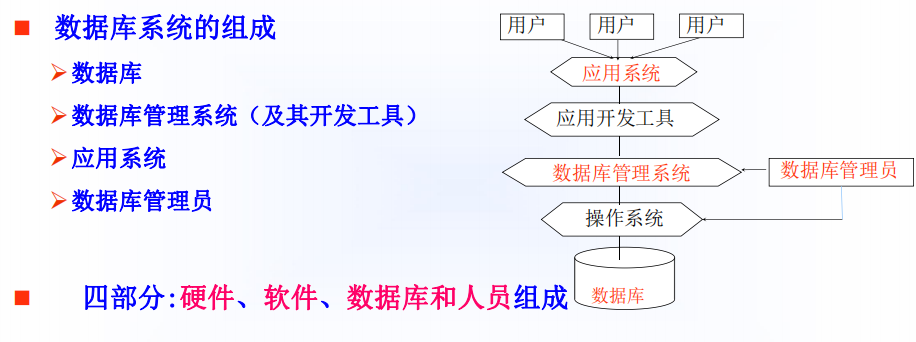 数据库系统的组成
数据库
数据库管理系统（及其开发工具）
应用系统
数据库管理员
四部分:硬件、软件、数据库和人员组成
用户
用户
用户
应用系统
应用开发工具
数据库管理系统
数据库管理员
操作系统
数据库